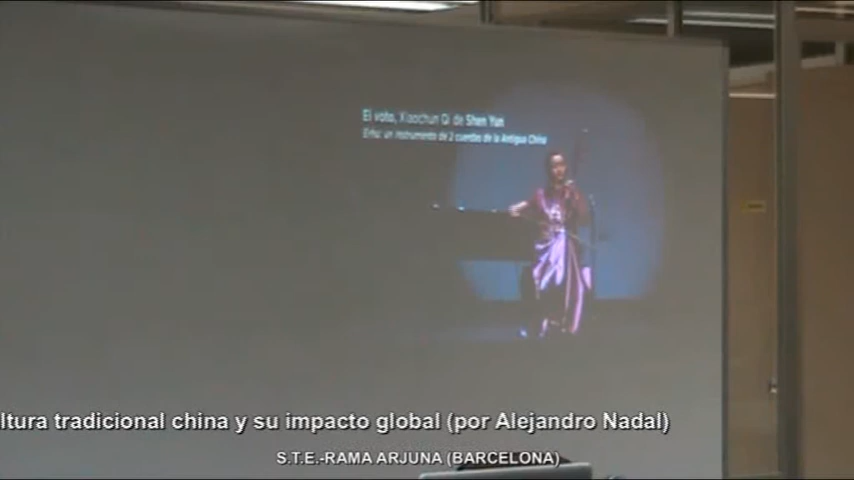 El voto, Xiaochun Qi de Shen Yun
Erhu: un instrumento de 2 cuerdas de la Antigua China
ltura tradicional china y su impacto global (por Alejandro Nadal)
S.T.E.-RAMA ARJUNA (BARCELONA)